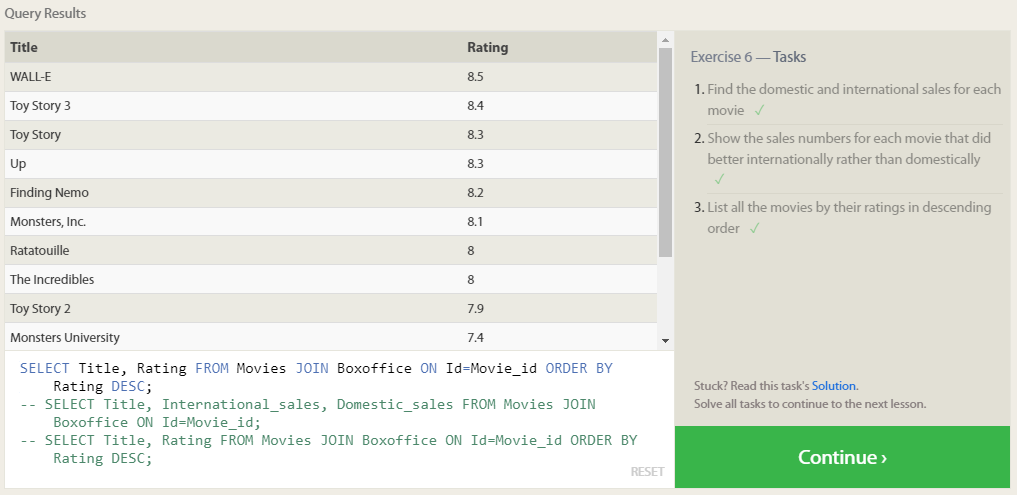 Query Results
Title Rating
WALL-E 8.5
Toy Story 3 8.4
Toy Story 8.3
Up 8.3
Finding Nemo 8.2
Monsters, Inc. 8.1
Ratatouille 8
The Incredibles 8
Toy Story 2 7.9
Monsters University 7.4
SELECT Title, Rating FROM Movies JOIN Boxoffice ON Id=Movie_id ORDER BY
Rating DESC;
-- SELECT Title, International_sales, Domestic_sales FROM Movies JOIN
Boxoffice ON Id=Movie_id;
-- SELECT Title, Rating FROM Movies JOIN Boxoffice ON Id=Movie_id ORDER BY
Rating DESC;
RESET
Exercise 6 — Tasks
1. Find the domestic and international sales for each
movie ✓
2. Show the sales numbers for each movie that did
better internationally rather than domestically
✓
3. List all the movies by their ratings in descending
order ✓
Stuck? Read this task's Solution.
Solve all tasks to continue to the next lesson.
Continue ›